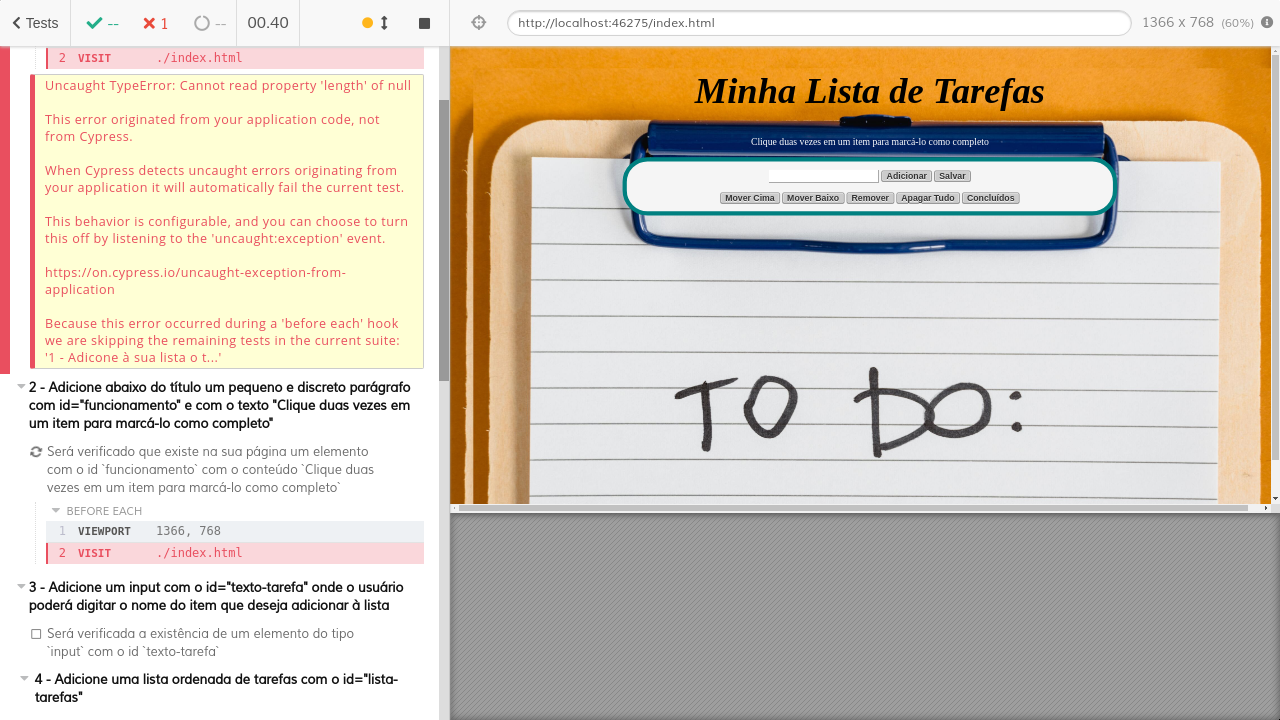 Tests
--
1
--
00.40
http://localhost:46275/index.html
1366 x 768 (60%)
2 VISIT ./index.html
Uncaught TypeError: Cannot read property 'length' of null
This error originated from your application code, not
from Cypress.
When Cypress detects uncaught errors originating from
your application it will automatically fail the current test.
This behavior is configurable, and you can choose to turn
this off by listening to the 'uncaught:exception' event.
https://on.cypress.io/uncaught-exception-from-
application
Because this error occurred during a 'before each' hook
we are skipping the remaining tests in the current suite:
'1 - Adicone à sua lista o t...'
2 - Adicione abaixo do título um pequeno e discreto parágrafo
com id="funcionamento" e com o texto "Clique duas vezes em
um item para marcá-lo como completo"
Será verificado que existe na sua página um elemento
com o id `funcionamento` com o conteúdo `Clique duas
vezes em um item para marcá-lo como completo`
BEFORE EACH
1 VIEWPORT 1366, 768
2 VISIT ./index.html
3 - Adicione um input com o id="texto-tarefa" onde o usuário
poderá digitar o nome do item que deseja adicionar à lista
Será verificada a existência de um elemento do tipo
`input` com o id `texto-tarefa`
4 - Adicione uma lista ordenada de tarefas com o id="lista-
tarefas"
Minha Lista de Tarefas
Clique duas vezes em um item para marcá-lo como completo
Adicionar Salvar
Mover Cima Mover Baixo Remover Apagar Tudo Concluídos
TO DO: